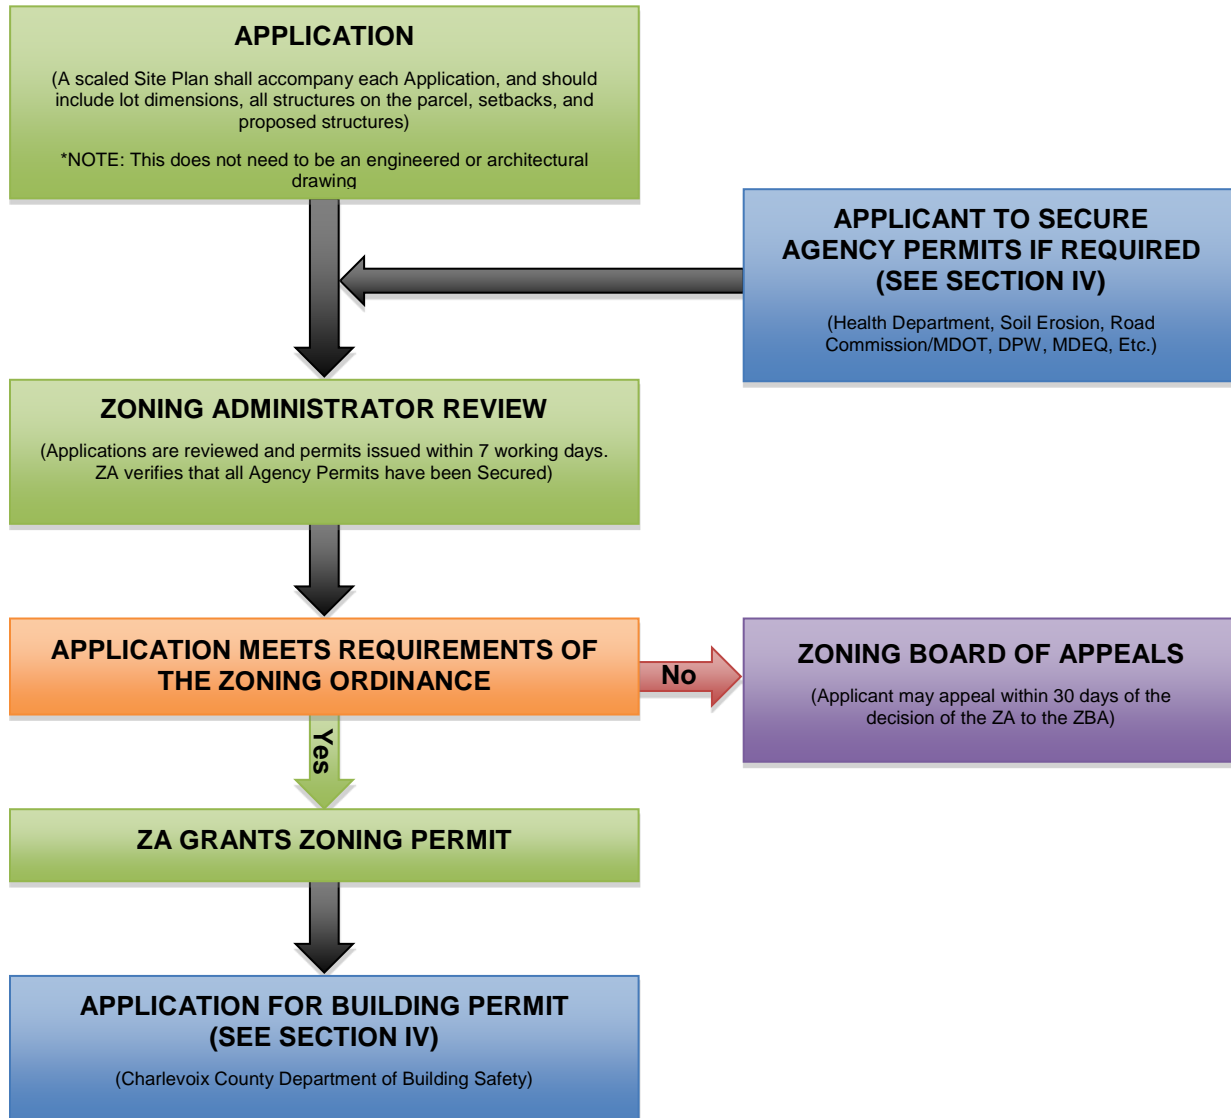 APPLICATION
(A scaled Site Plan shall accompany each Application, and should
include lot dimensions, all structures on the parcel, setbacks, and
proposed structures)
*NOTE: This does not need to be an engineered or architectural
drawing
APPLICANT TO SECURE
AGENCY PERMITS IF REQUIRED
(SEE SECTION IV)
(Health Department, Soil Erosion, Road
Commission/MDOT, DPW, MDEQ, Etc.)
ZONING ADMINISTRATOR REVIEW
(Applications are reviewed and permits issued within 7 working days.
ZA verifies that all Agency Permits have been Secured)
APPLICATION MEETS REQUIREMENTS OF
THE ZONING ORDINANCE
No
ZONING BOARD OF APPEALS
(Applicant may appeal within 30 days of the
decision of the ZA to the ZBA)
Yes
ZA GRANTS ZONING PERMIT
APPLICATION FOR BUILDING PERMIT
(SEE SECTION IV)
(Charlevoix County Department of Building Safety)